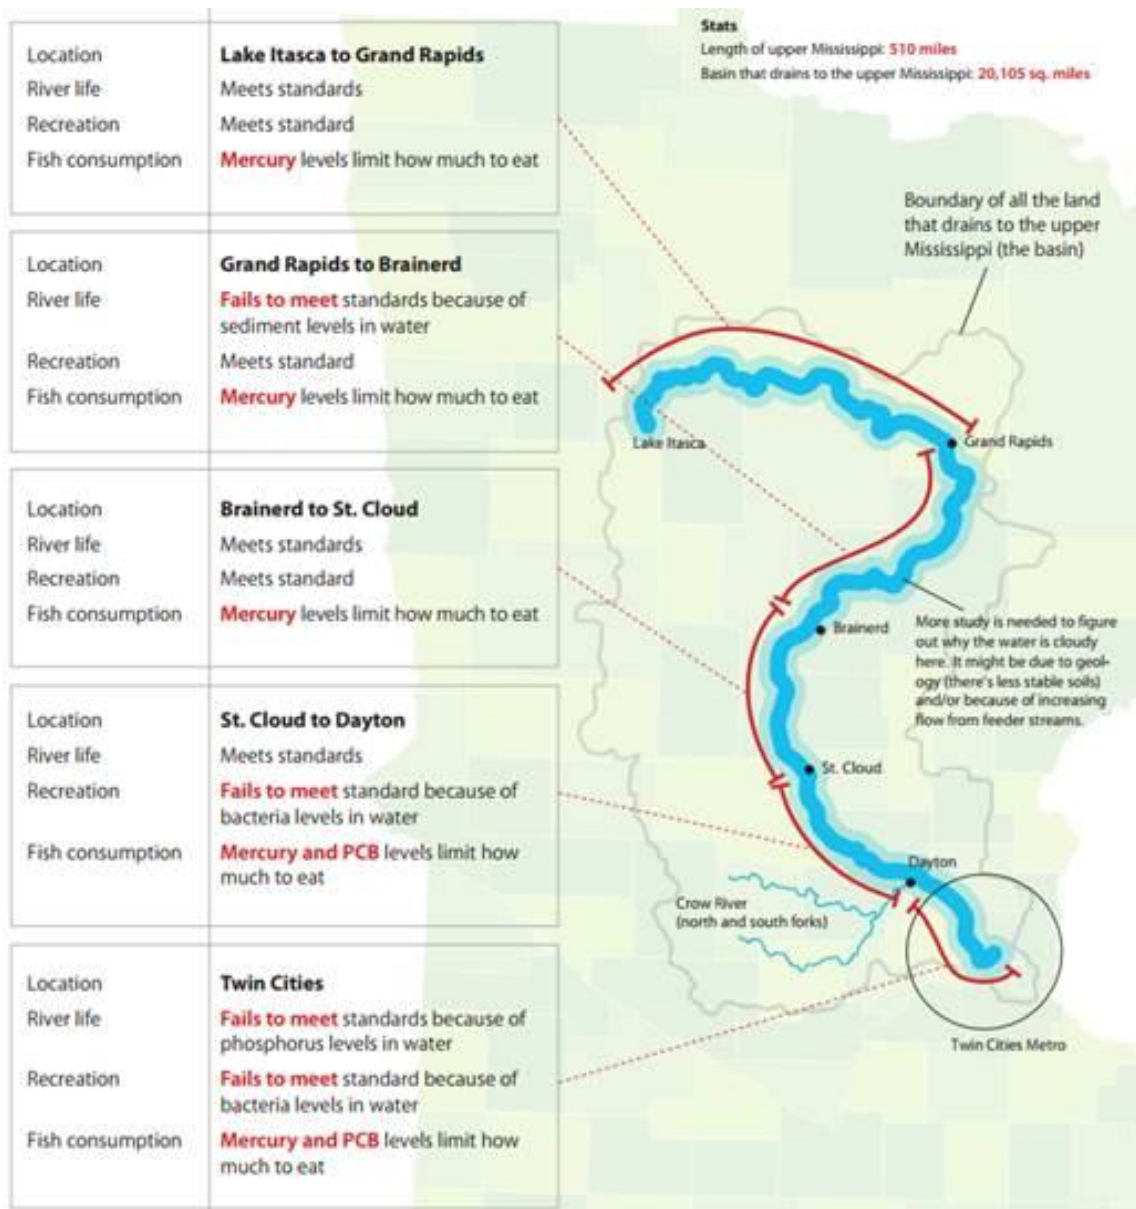 Stats
Length of upper Mississippi: 510 miles
Basin that drains to the upper Mississippi: 20,105 sq. miles
Location Lake Itasca to Grand Rapids
River life Meets standards
Recreation Meets standard
Fish consumption Mercury levels limit how much to eat
Location Grand Rapids to Brainerd
River life Fails to meet standards because of
sediment levels in water
Recreation Meets standard
Fish consumption Mercury levels limit how much to eat
Location Brainerd to St. Cloud
River life Meets standards
Recreation Meets standard
Fish consumption Mercury levels limit how much to eat
Location St. Cloud to Dayton
River life Meets standards
Recreation Fails to meet standard because of
bacteria levels in water
Fish consumption Mercury and PCB levels limit how
much to eat
Location Twin Cities
River life Fails to meet standards because of
phosphorus levels in water
Recreation Fails to meet standard because of
bacteria levels in water
Fish consumption Mercury and PCB levels limit how
much to eat
Boundary of all the land
that drains to the upper
Mississippi (the basin)
Lake Itasca
Grand Rapids
Brainerd
More study is needed to figure
out why the water is cloudy
here. It might be due to geol-
ogy (there's less stable soils)
and/or because of increasing
flow from feeder streams.
St. Cloud
Dayton
Crow River
(north and south forks)
Twin Cities Metro